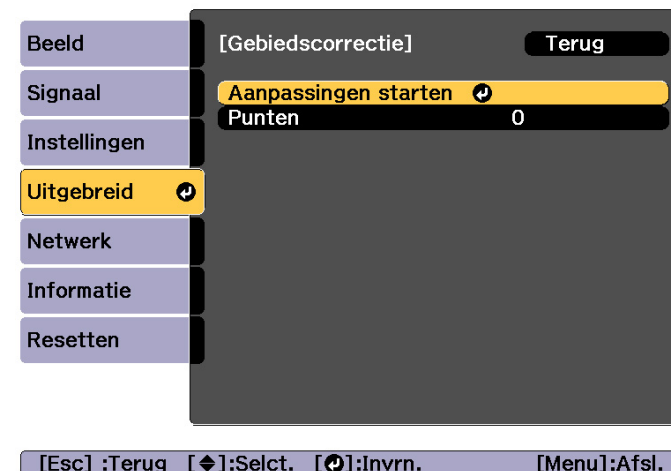 Beeld
Signaal
Instellingen
Uitgebreid
Netwerk
Informatie
Resetten
[Gebiedscorrectie] Terug
Aanpassingen starten
Punten 0
[Esc] :Terug [◆]:Selct. [↵]:Invrn. [Menu]:Afsl